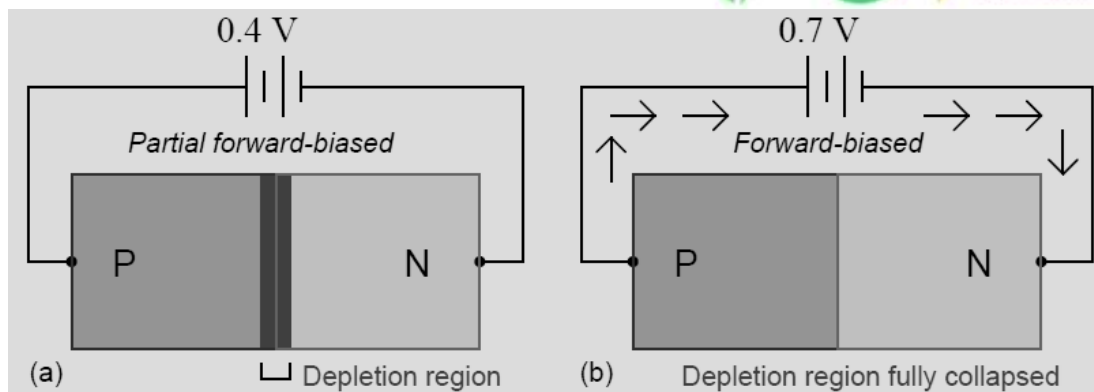 0.4 V
Partial forward-biased
P
N
(a)
Depletion region
0.7 V
Forward-biased
P
N
(b)
Depletion region fully collapsed